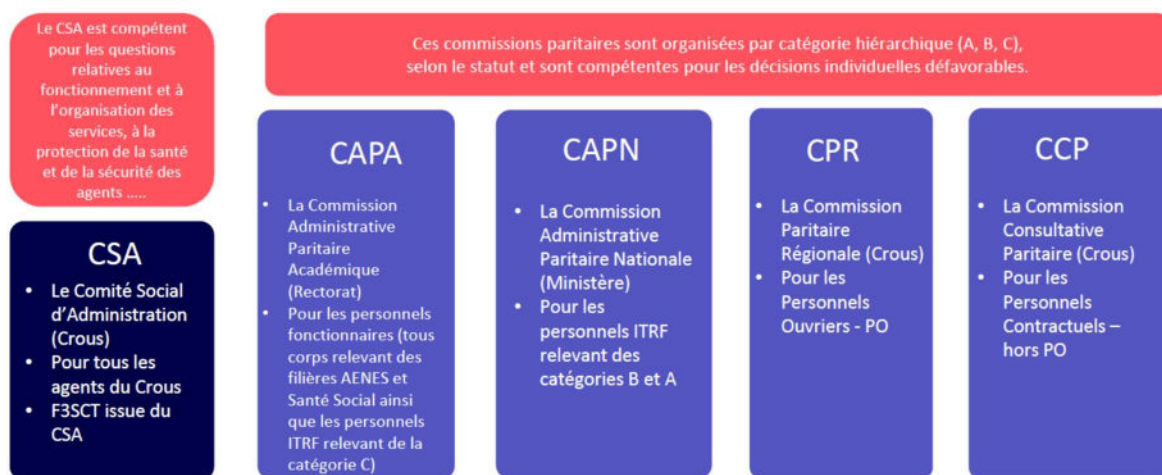 Le CSA est compétent
pour les questions
relatives au
fonctionnement et à
l'organisation des
services, à la
protection de la santé
et de la sécurité des
agents .....
CSA
• Le Comité Social
d'Administration
(Crous)
• Pour tous les
agents du Crous
• F3SCT issue du
CSA
Ces commissions paritaires sont organisées par catégorie hiérarchique (A, B, C),
selon le statut et sont compétentes pour les décisions individuelles défavorables.
CAPA
• La Commission
Administrative
Paritaire
Académique
(Rectorat)
• Pour les personnels
fonctionnaires (tous
corps relevant des
filières AENES et
Santé Social ainsi
que les personnels
ITRF relevant de la
catégorie C)
CAPN
• La Commission
Administrative
Paritaire Nationale
(Ministère)
• Pour les
personnels ITRF
relevant des
catégories B et A
CPR
• La Commission
Paritaire
Régionale (Crous)
• Pour les
Personnels
Ouvriers - PO
CCP
• La Commission
Consultative
Paritaire (Crous)
• Pour les
Personnels
Contractuels –
hors PO